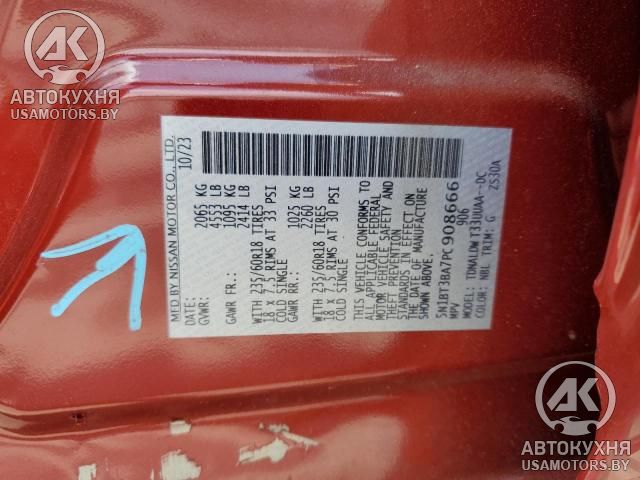 АК
АВТОКУХНЯ
USAMOTORS.BY
MFD BY NISSAN MOTOR CO., LTD.
DATE: 10/23
GVWR: 2065 KG
4553 LB
GAWR FR.: 1095 KG
2414 LB
WITH 235/60R18 TIRES
18 X 7.5 RIMS AT 33 PSI
COLD SINGLE
GAWR RR.: 1025 KG
2260 LB
WITH 235/60R18 TIRES
18 X 7.5 RIMS AT 30 PSI
COLD SINGLE
THIS VEHICLE CONFORMS TO
ALL APPLICABLE FEDERAL
MOTOR VEHICLE SAFETY AND
THEFT PREVENTION
STANDARDS IN EFFECT
ON THE DATE OF MANUFACTURE
SHOWN ABOVE.
5N1BT3BA7PC908666
MPV 906
COLOR: NBL TRIM: G ZS30A
АК
АВТОКУХНЯ
USAMOTORS.BY